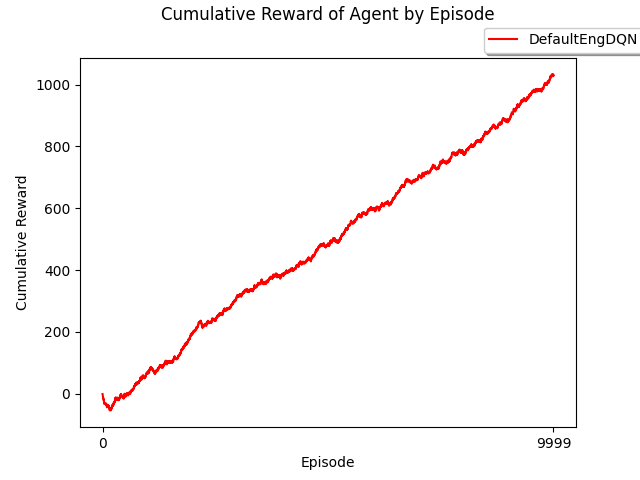 Cumulative Reward of Agent by Episode
DefaultEngDQN
1000
800
600
400
200
0
Cumulative Reward
0
9999
Episode